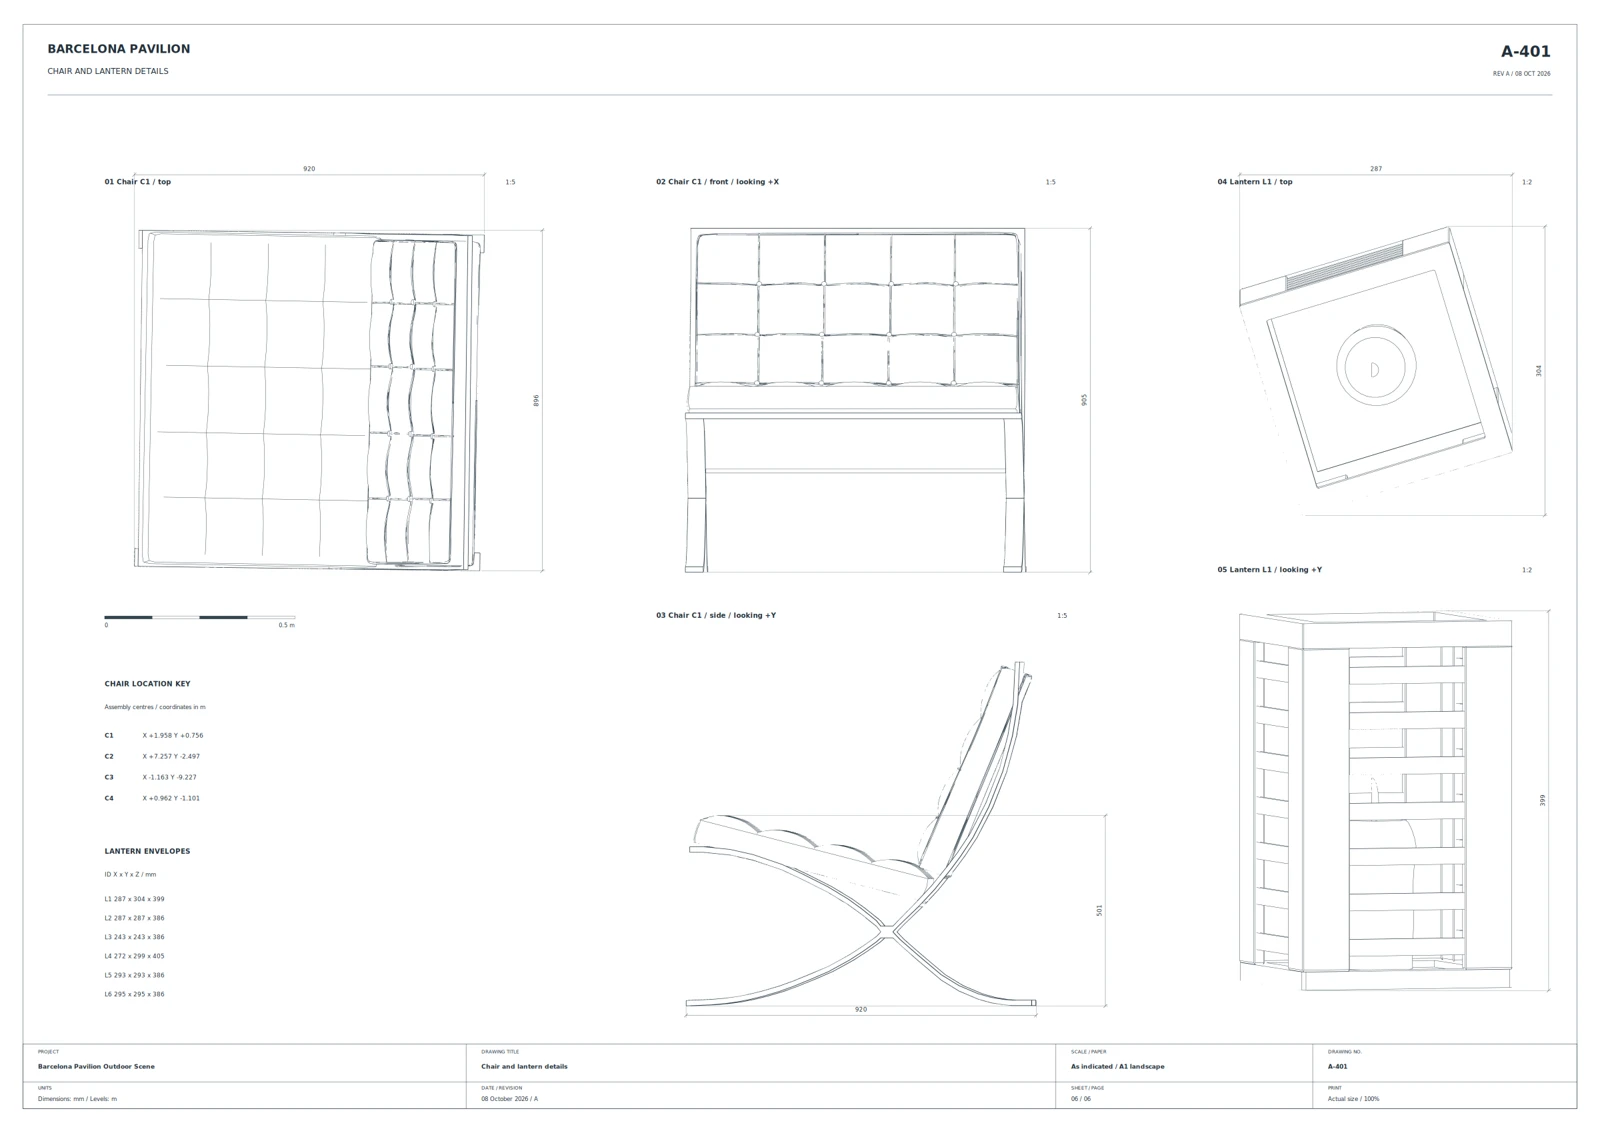 BARCELONA PAVILION
CHAIR AND LANTERN DETAILS
A-401
REV A / 08 OCT 2026
920
01 Chair C1 / top
1:5
896
02 Chair C1 / front / looking +X
1:5
905
287
04 Lantern L1 / top
1:2
304
05 Lantern L1 / looking +Y
1:2
399
0
0.5 m
03 Chair C1 / side / looking +Y
1:5
501
920
CHAIR LOCATION KEY
Assembly centres / coordinates in m
C1 X +1.958 Y +0.756
C2 X +7.257 Y -2.497
C3 X -1.163 Y -9.227
C4 X +0.962 Y -1.101
LANTERN ENVELOPES
ID X x Y x Z / mm
L1 287 x 304 x 399
L2 287 x 287 x 386
L3 243 x 243 x 386
L4 272 x 299 x 405
L5 293 x 293 x 386
L6 295 x 295 x 386
PROJECT
Barcelona Pavilion Outdoor Scene
DRAWING TITLE
Chair and lantern details
SCALE / PAPER
As indicated / A1 landscape
DRAWING NO.
A-401
UNITS
Dimensions: mm / Levels: m
DATE / REVISION
08 October 2026 / A
SHEET / PAGE
06 / 06
PRINT
Actual size / 100%